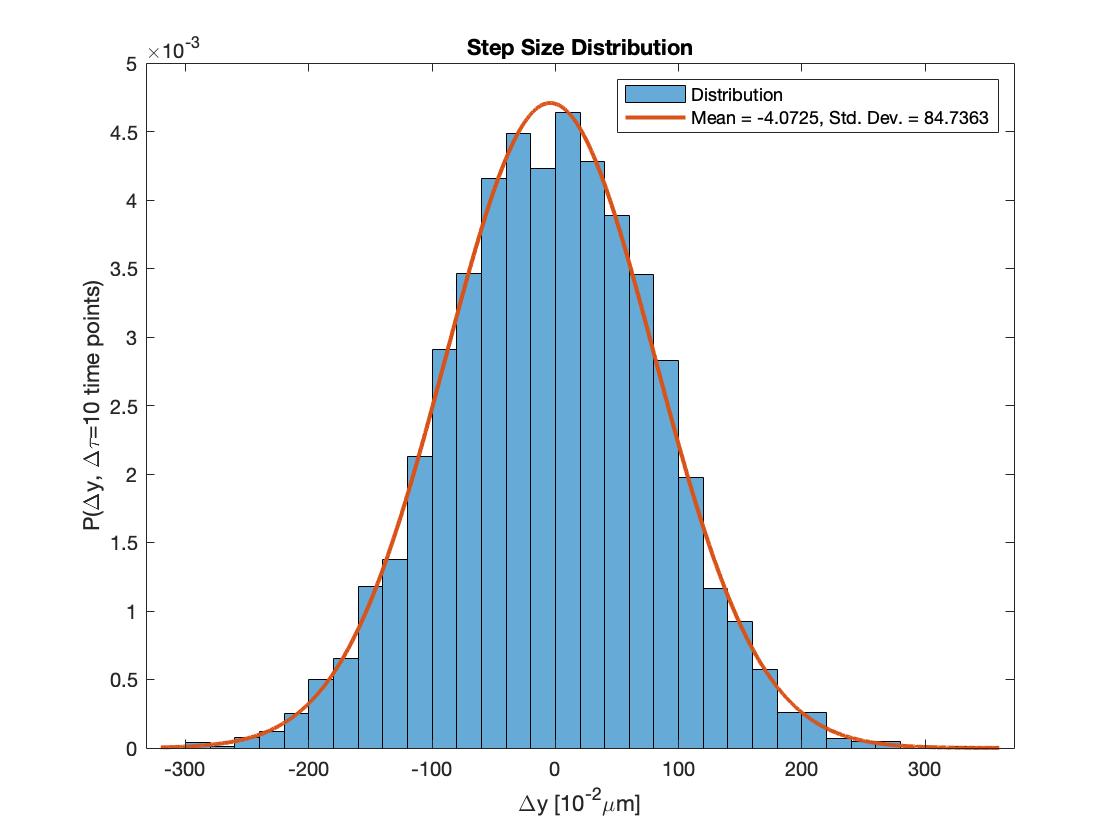 Step Size Distribution
×10⁻³
Distribution
Mean = -4.0725, Std. Dev. = 84.7363
5
4.5
4
3.5
3
2.5
2
1.5
1
0.5
0
P(Δy, Δτ=10 time points)
-300 -200 -100 0 100 200 300
Δy [10⁻²μm]